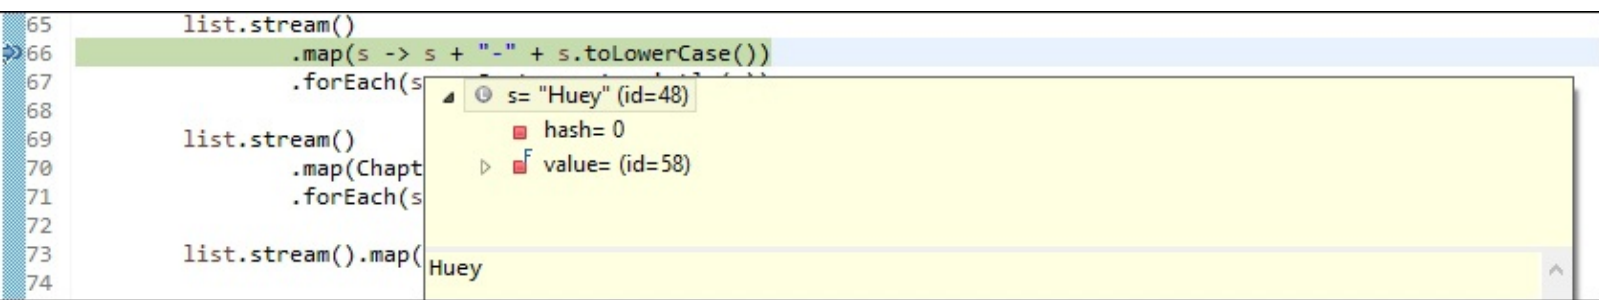 65 list.stream()
66 .map(s -> s + "-" + s.toLowerCase())
67 .forEach(s
s= "Huey" (id=48)
68
hash= 0
69 list.stream()
70 .map(Chapt
value= (id=58)
71 .forEach(s
72
73 list.stream().map(
Huey
74